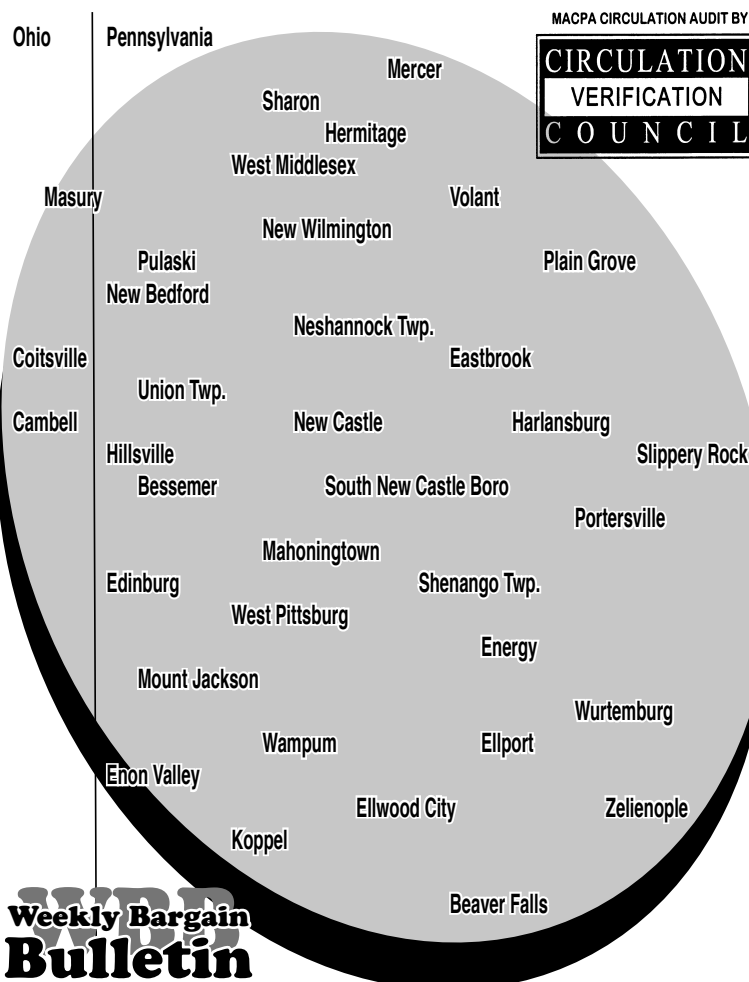 MACPA CIRCULATION AUDIT BY
CIRCULATION
VERIFICATION
COUNCIL
Ohio
Pennsylvania
Mercer
Sharon
Hermitage
West Middlesex
Masury
Volant
New Wilmington
Pulaski
Plain Grove
New Bedford
Neshannock Twp.
Coitsville
Eastbrook
Union Twp.
Cambell
New Castle
Harlansburg
Hillsville
Slippery Rock
Bessemer
South New Castle Boro
Portersville
Mahoningtown
Edinburg
Shenango Twp.
West Pittsburg
Energy
Mount Jackson
Wurtemburg
Wampum
Ellport
Enon Valley
Ellwood City
Zelienople
Koppel
Beaver Falls
WBB
Weekly Bargain
Bulletin